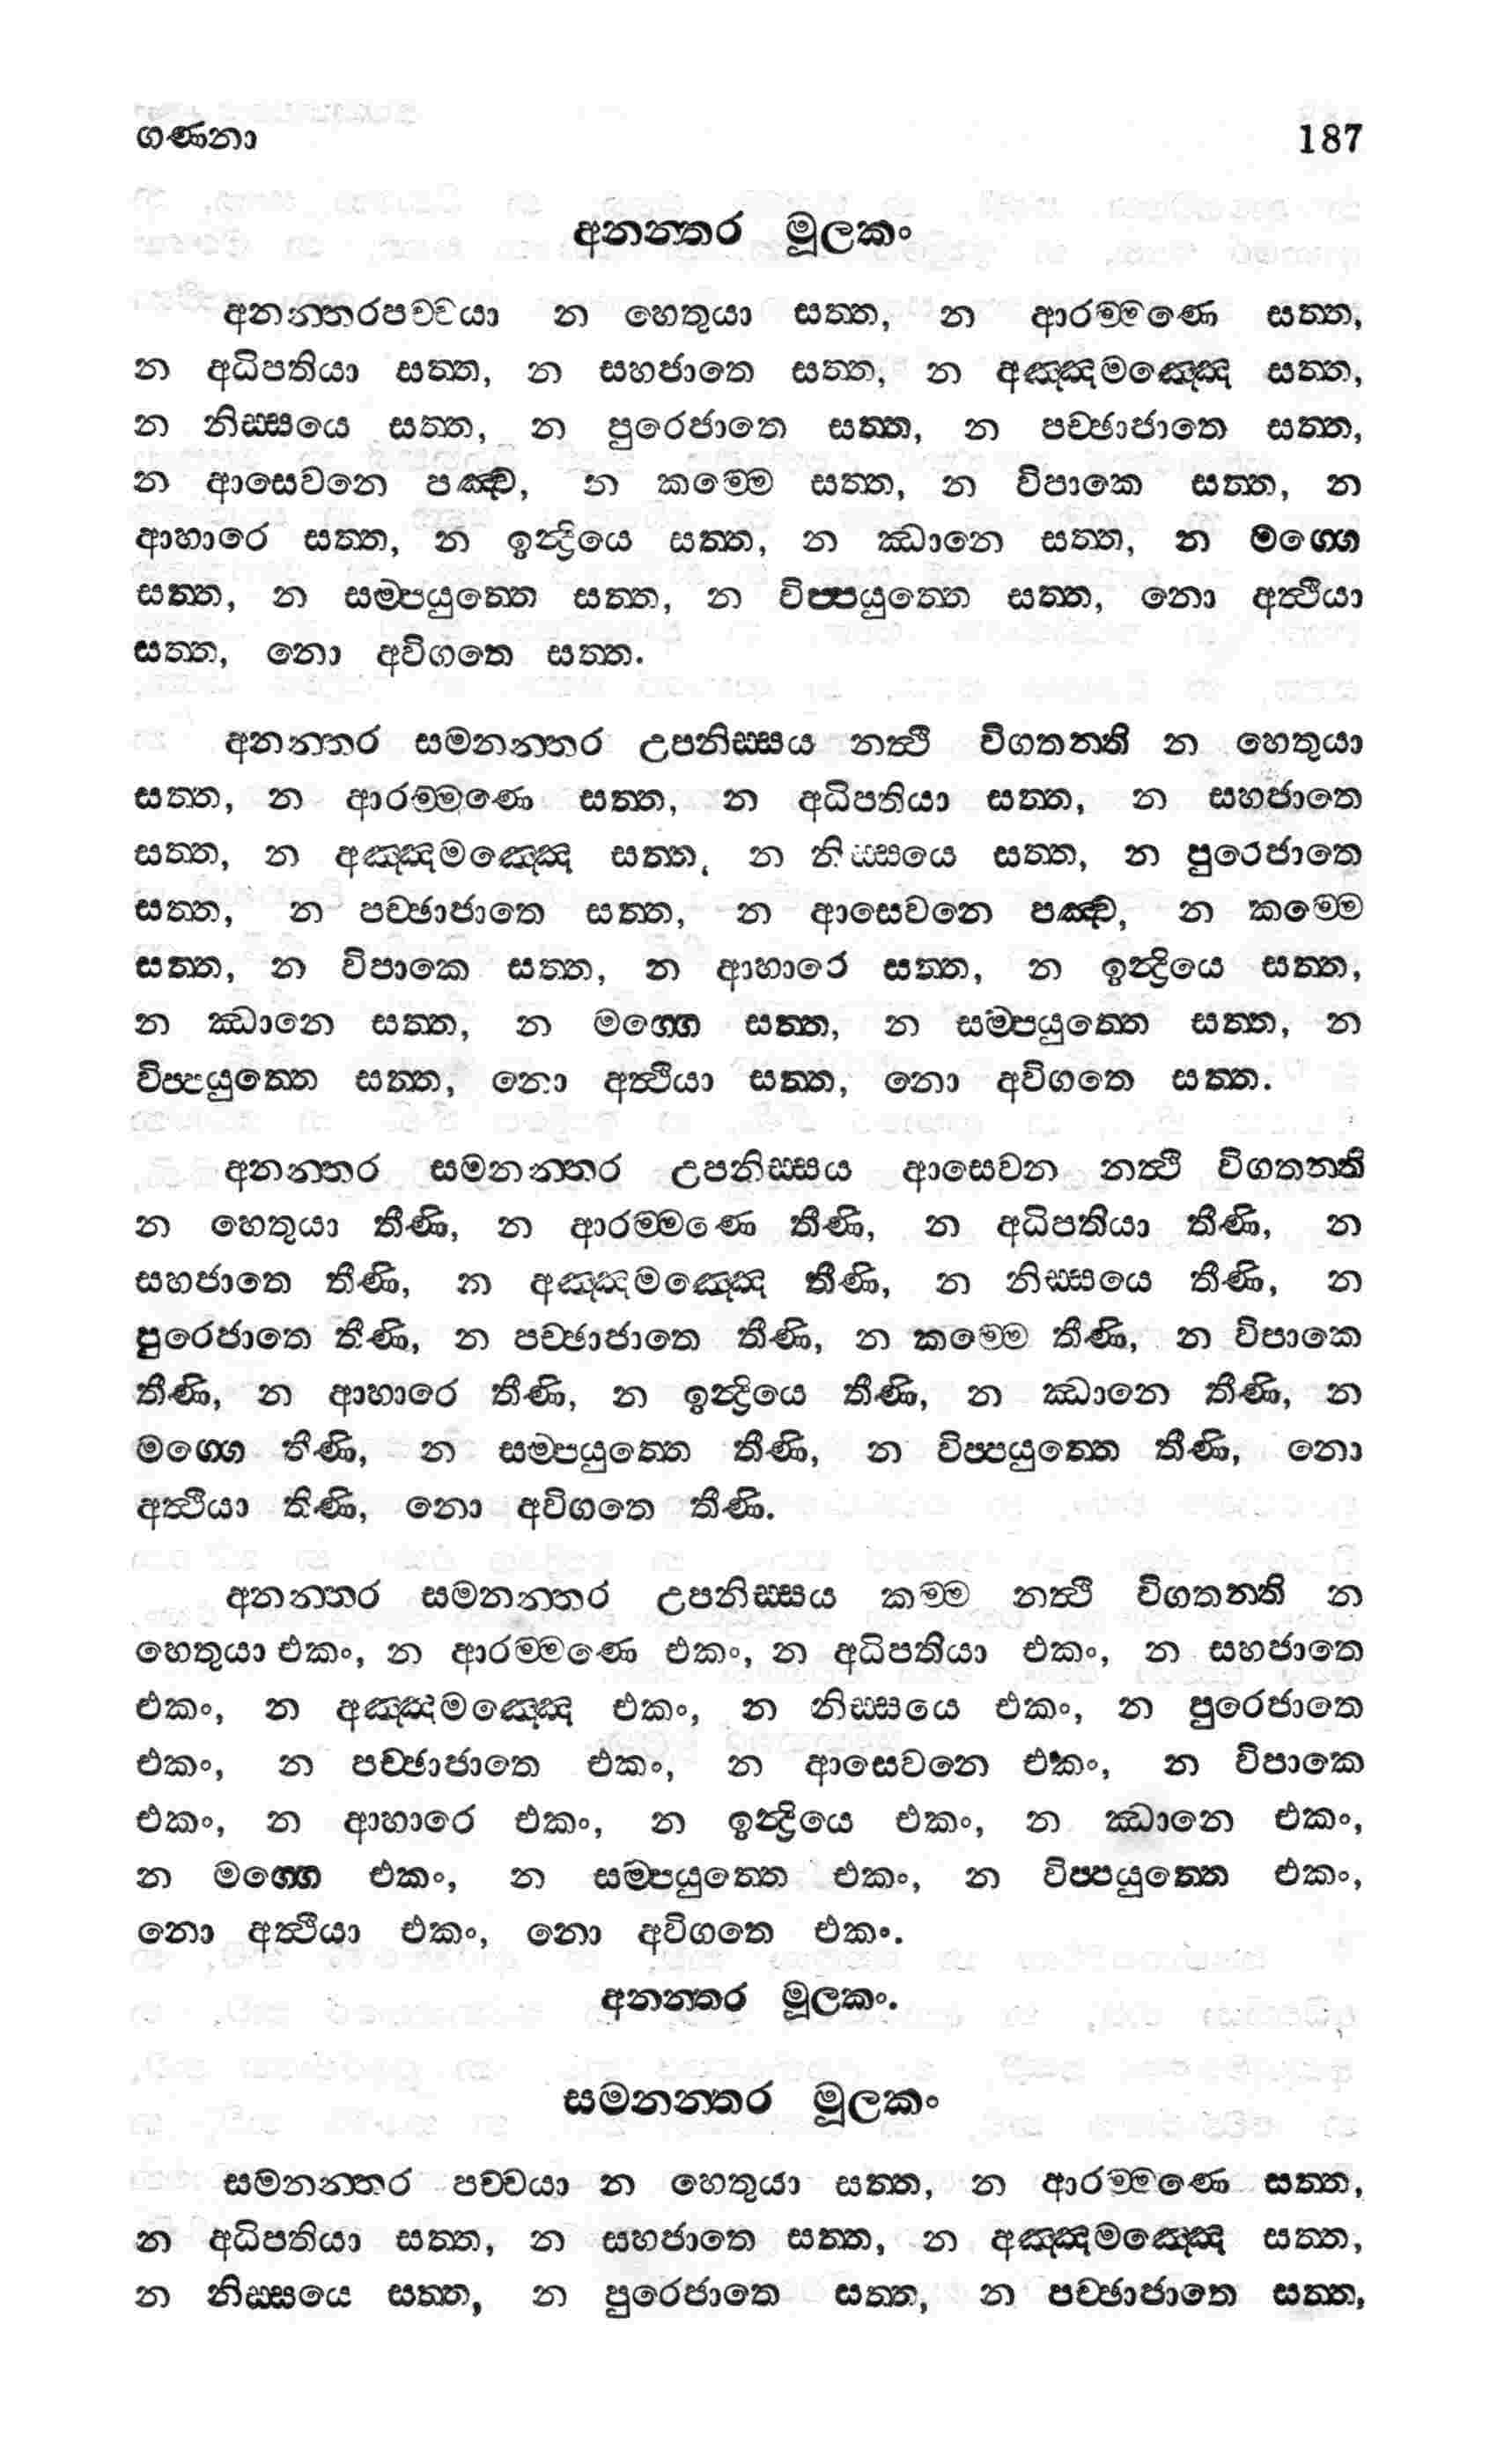 ගණනා 187
අනන්තර මූලකං
අනන්තරපච්චයා න හෙතුයා සත්ත, න ආරම්මණෙ සත්ත,
න අධිපතියා සත්ත, න සහජාතෙ සත්ත, න අඤ්ඤමඤ්ඤෙ සත්ත,
න නිස්සයෙ සත්ත, න පුරෙජාතෙ සත්ත, න පච්ඡාජාතෙ සත්ත,
න ආසෙවනෙ පඤ්ච, න කම්මෙ සත්ත, න විපාකෙ සත්ත, න
ආහාරෙ සත්ත, න ඉන්ද්‍රියෙ සත්ත, න ඣානෙ සත්ත, න මග්ගෙ
සත්ත, න සම්පයුත්තෙ සත්ත, න විප්පයුත්තෙ සත්ත, නො අත්ථියා
සත්ත, නො අවිගතෙ සත්ත.
අනන්තර සමනන්තර උපනිස්සය නත්ථි විගතන්ති න හෙතුයා
සත්ත, න ආරම්මණෙ සත්ත, න අධිපතියා සත්ත, න සහජාතෙ
සත්ත, න අඤ්ඤමඤ්ඤෙ සත්ත, න නිස්සයෙ සත්ත, න පුරෙජාතෙ
සත්ත, න පච්ඡාජාතෙ සත්ත, න ආසෙවනෙ පඤ්ච, න කම්මෙ
සත්ත, න විපාකෙ සත්ත, න ආහාරෙ සත්ත, න ඉන්ද්‍රියෙ සත්ත,
න ඣානෙ සත්ත, න මග්ගෙ සත්ත, න සම්පයුත්තෙ සත්ත, න
විප්පයුත්තෙ සත්ත, නො අත්ථියා සත්ත, නො අවිගතෙ සත්ත.
අනන්තර සමනන්තර උපනිස්සය ආසෙවන නත්ථි විගතන්ති
න හෙතුයා තීණි, න ආරම්මණෙ තීණි, න අධිපතියා තීණි, න
සහජාතෙ තීණි, න අඤ්ඤමඤ්ඤෙ තීණි, න නිස්සයෙ තීණි, න
පුරෙජාතෙ තීණි, න පච්ඡාජාතෙ තීණි, න කම්මෙ තීණි, න විපාකෙ
තීණි, න ආහාරෙ තීණි, න ඉන්ද්‍රියෙ තීණි, න ඣානෙ තීණි, න
මග්ගෙ තීණි, න සම්පයුත්තෙ තීණි, න විප්පයුත්තෙ තීණි, නො
අත්ථියා තිණි, නො අවිගතෙ තීණි.
අනන්තර සමනන්තර උපනිස්සය කම්ම නත්ථි විගතන්ති න
හෙතුයා එකං, න ආරම්මණෙ එකං, න අධිපතියා එකං, න සහජාතෙ
එකං, න අඤ්ඤමඤ්ඤෙ එකං, න නිස්සයෙ එකං, න පුරෙජාතෙ
එකං, න පච්ඡාජාතෙ එකං, න ආසෙවනෙ එකං, න විපාකෙ
එකං, න ආහාරෙ එකං, න ඉන්ද්‍රියෙ එකං, න ඣානෙ එකං,
න මග්ගෙ එකං, න සම්පයුත්තෙ එකං, න විප්පයුත්තෙ එකං,
නො අත්ථියා එකං, නො අවිගතෙ එකං.
අනන්තර මූලකං.
සමනන්තර මූලකං
සමනන්තර පච්චයා න හෙතුයා සත්ත, න ආරම්මණෙ සත්ත,
න අධිපතියා සත්ත, න සහජාතෙ සත්ත, න අඤ්ඤමඤ්ඤෙ සත්ත,
න නිස්සයෙ සත්ත, න පුරෙජාතෙ සත්ත, න පච්ඡාජාතෙ සත්ත,